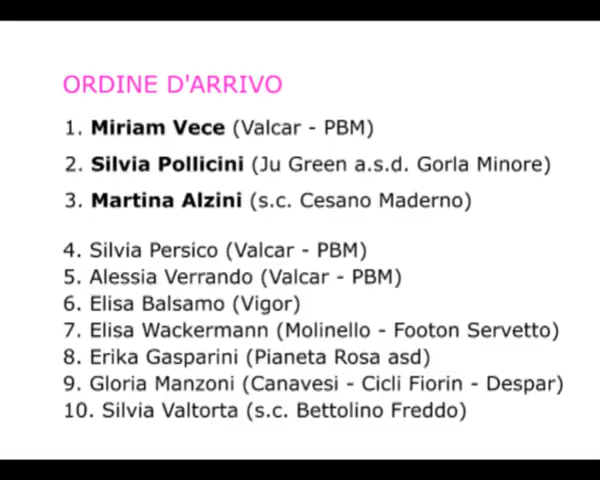 ORDINE D'ARRIVO
1. Miriam Vece (Valcar - PBM)
2. Silvia Pollicini (Ju Green a.s.d. Gorla Minore)
3. Martina Alzini (s.c. Cesano Maderno)
4. Silvia Persico (Valcar - PBM)
5. Alessia Verrando (Valcar - PBM)
6. Elisa Balsamo (Vigor)
7. Elisa Wackermann (Molinello - Footon Servetto)
8. Erika Gasparini (Pianeta Rosa asd)
9. Gloria Manzoni (Canavesi - Cicli Fiorin - Despar)
10. Silvia Valtorta (s.c. Bettolino Freddo)